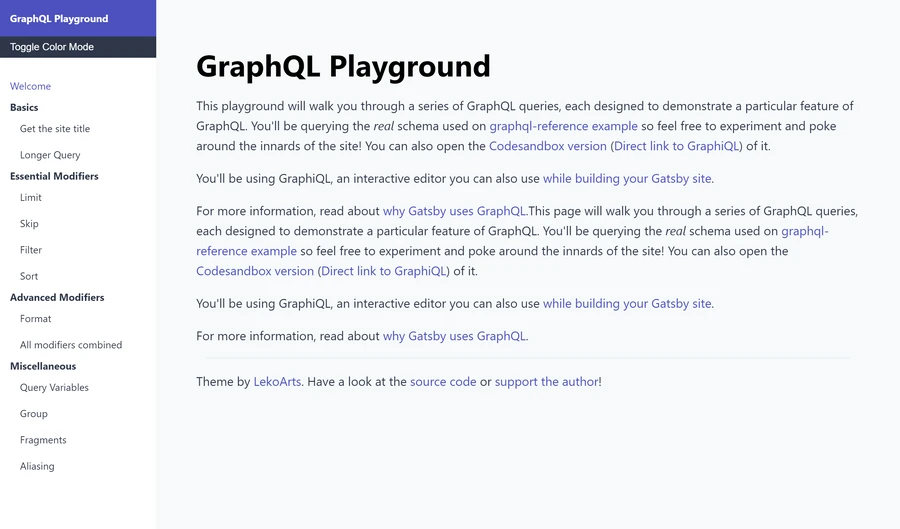 GraphQL Playground
Toggle Color Mode
Welcome
Basics
Get the site title
Longer Query
Essential Modifiers
Limit
Skip
Filter
Sort
Advanced Modifiers
Format
All modifiers combined
Miscellaneous
Query Variables
Group
Fragments
Aliasing
GraphQL Playground
This playground will walk you through a series of GraphQL queries, each designed to demonstrate a particular feature of
GraphQL. You'll be querying the real schema used on graphql-reference example so feel free to experiment and poke
around the innards of the site! You can also open the Codesandbox version (Direct link to GraphiQL) of it.
You'll be using GraphiQL, an interactive editor you can also use while building your Gatsby site.
For more information, read about why Gatsby uses GraphQL.This page will walk you through a series of GraphQL queries,
each designed to demonstrate a particular feature of GraphQL. You'll be querying the real schema used on graphql-
reference example so feel free to experiment and poke around the innards of the site! You can also open the
Codesandbox version (Direct link to GraphiQL) of it.
You'll be using GraphiQL, an interactive editor you can also use while building your Gatsby site.
For more information, read about why Gatsby uses GraphQL.
Theme by LekoArts. Have a look at the source code or support the author!